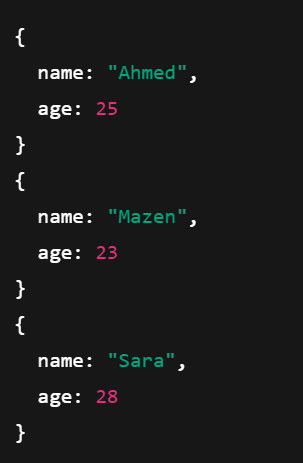 {
  name: "Ahmed",
  age: 25
}
{
  name: "Mazen",
  age: 23
}
{
  name: "Sara",
  age: 28
}